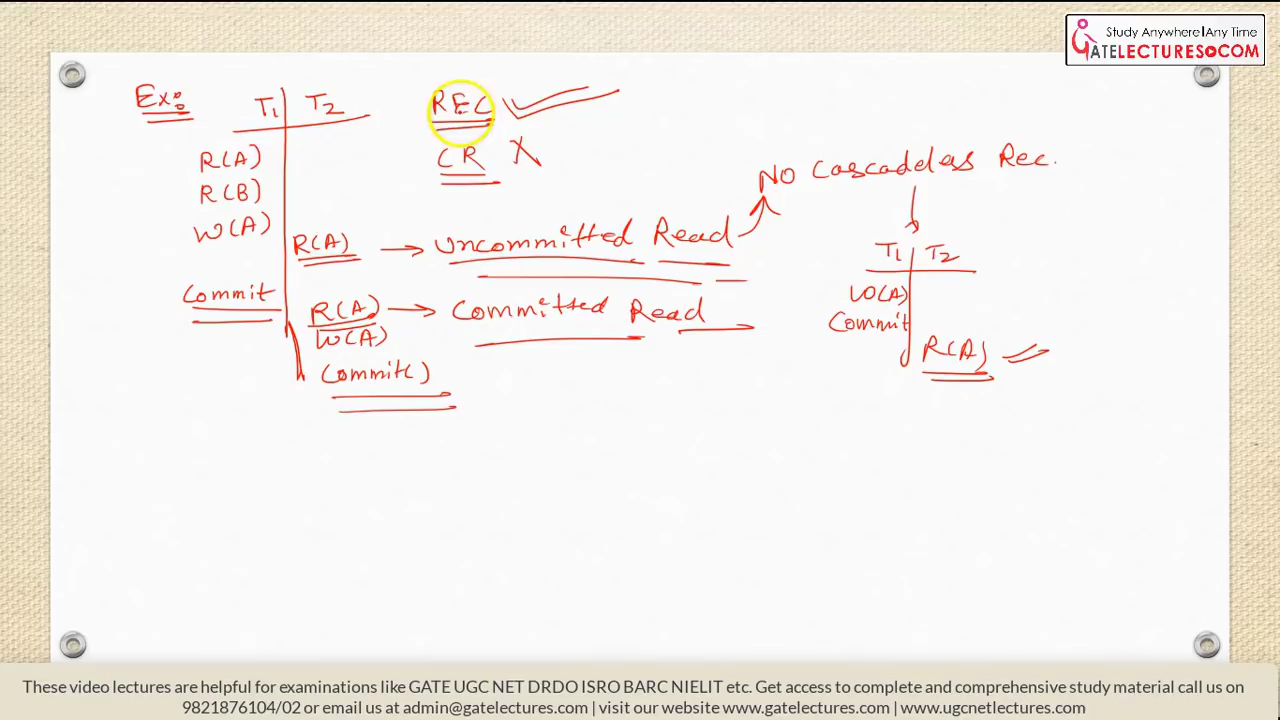 Study Anywhere|Any Time
GATELECTURES.COM
Ex:
T1 T2
R(A)
R(B)
W(A)
R(A) → Uncommitted Read
Commit
R(A) → Committed Read
W(A)
Commit()
REC ✓
CR X
NO Cascadeless Rec.
T1 T2
W(A)
Commit
R(A) ✓
These video lectures are helpful for examinations like GATE UGC NET DRDO ISRO BARC NIELIT etc. Get access to complete and comprehensive study material call us on
9821876104/02 or email us at admin@gatelectures.com | visit our website www.gatelectures.com | www.ugcnetlectures.com